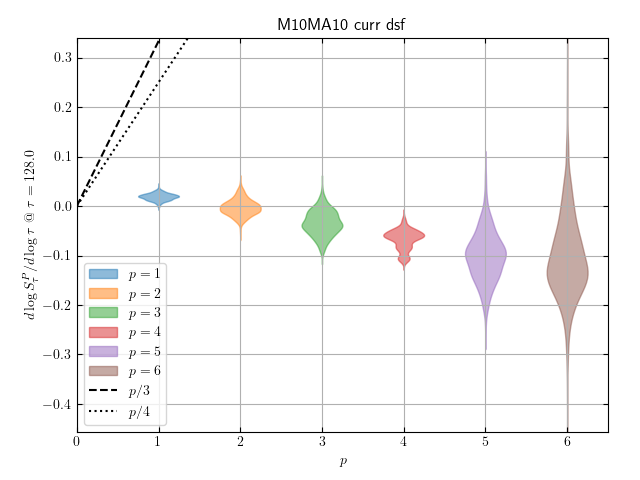 M10MA10 curr dsf
d log S_τ^P / d log τ @ τ = 128.0
0.3
0.2
0.1
0.0
−0.1
−0.2
−0.3
−0.4
p = 1
p = 2
p = 3
p = 4
p = 5
p = 6
p/3
p/4
0 1 2 3 4 5 6
p